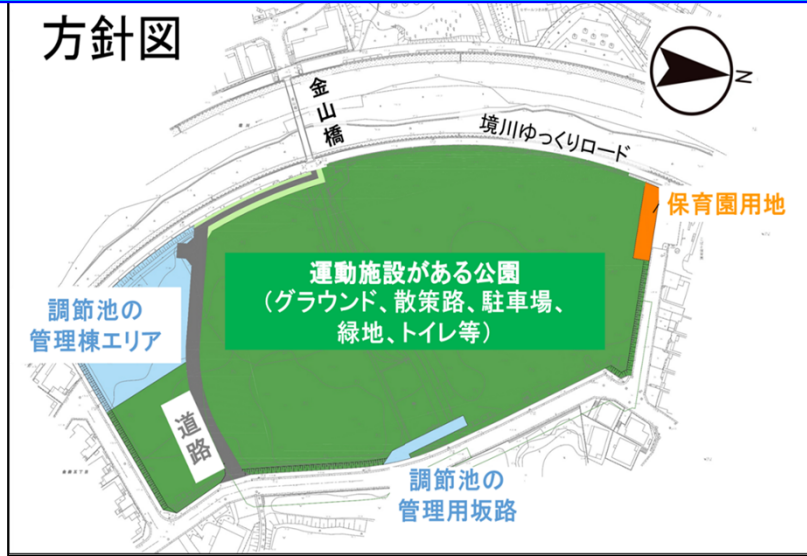 方針図
金山橋
境川ゆっくりロード
N
保育園用地
運動施設がある公園
（グラウンド、散策路、駐車場、
緑地、トイレ等）
調節池の
管理棟エリア
道路
調節池の
管理用坂路